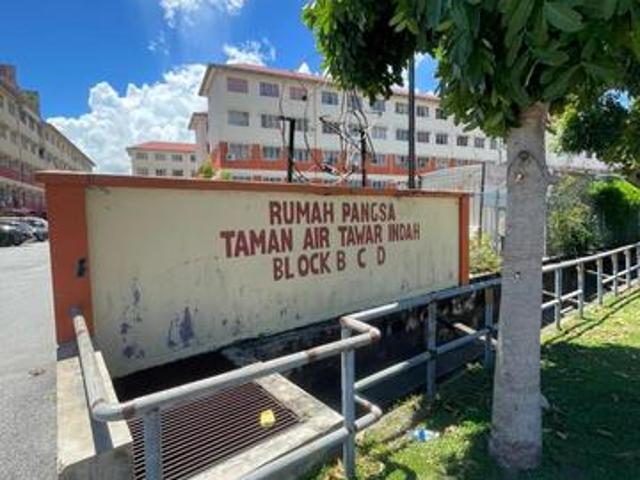 RUMAH PANGSA
TAMAN AIR TAWAR INDAH
BLOCK B C D